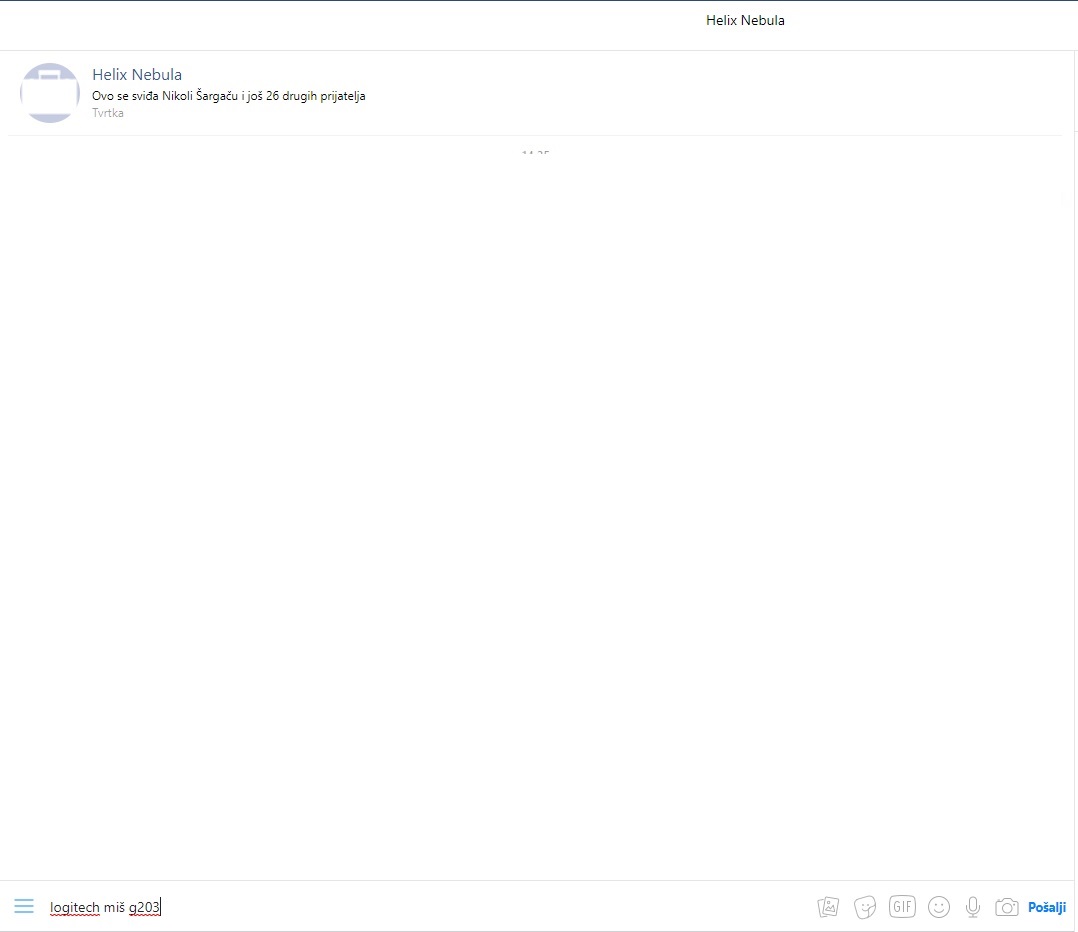 Helix Nebula
Helix Nebula
Ovo se sviđa Nikoli Šargaču i još 26 drugih prijatelja
Tvrtka
logitech miš g203
GIF
Pošalji